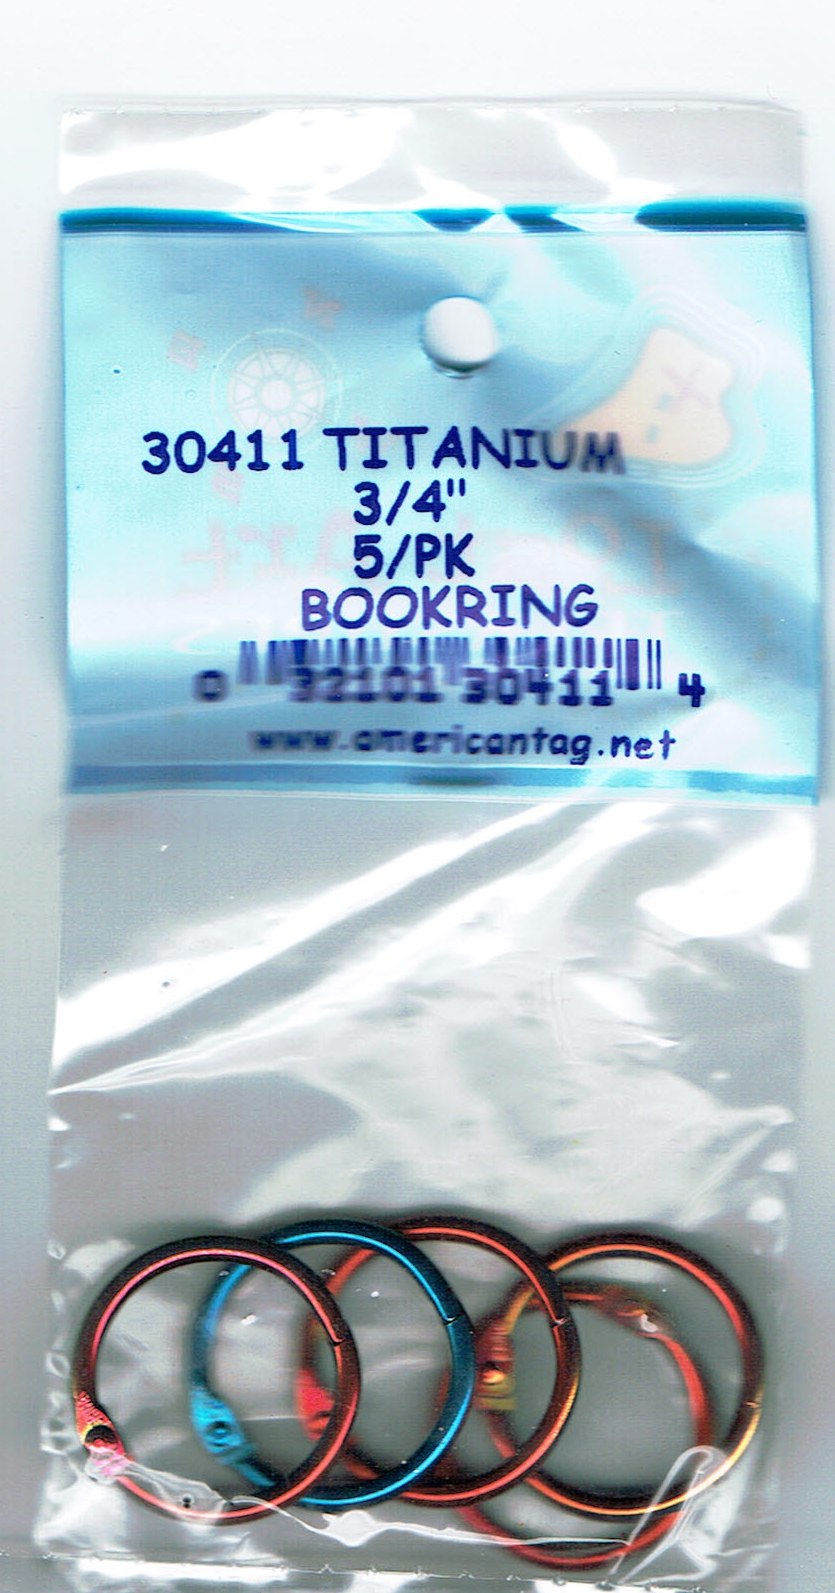 30411 TITANIUM
3/4"
5/PK
BOOKRING
0 32101 30411 4
www.americantag.net